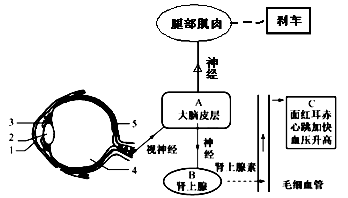 腿部肌肉
刹车
神经
A
大脑皮层
C
面红耳赤
心跳加快
血压升高
3
2
1
5
4
视神经
神经
B
肾上腺
肾上腺素
毛细血管